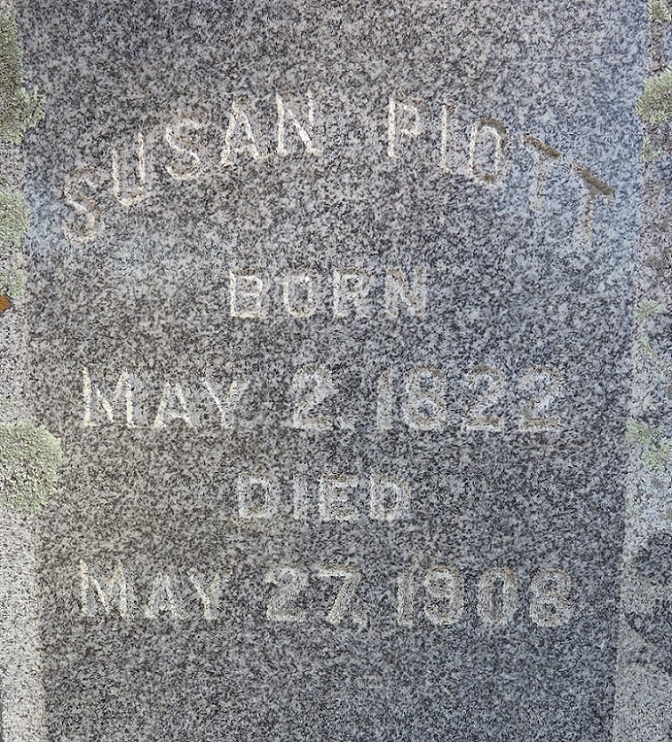 SUSAN PIOTT
BORN
MAY 2, 1822
DIED
MAY 27, 1908